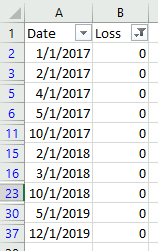 A B
1 Date Loss
2 1/1/2017 0
3 2/1/2017 0
5 4/1/2017 0
6 5/1/2017 0
11 10/1/2017 0
15 2/1/2018 0
16 3/1/2018 0
23 10/1/2018 0
30 5/1/2019 0
37 12/1/2019 0